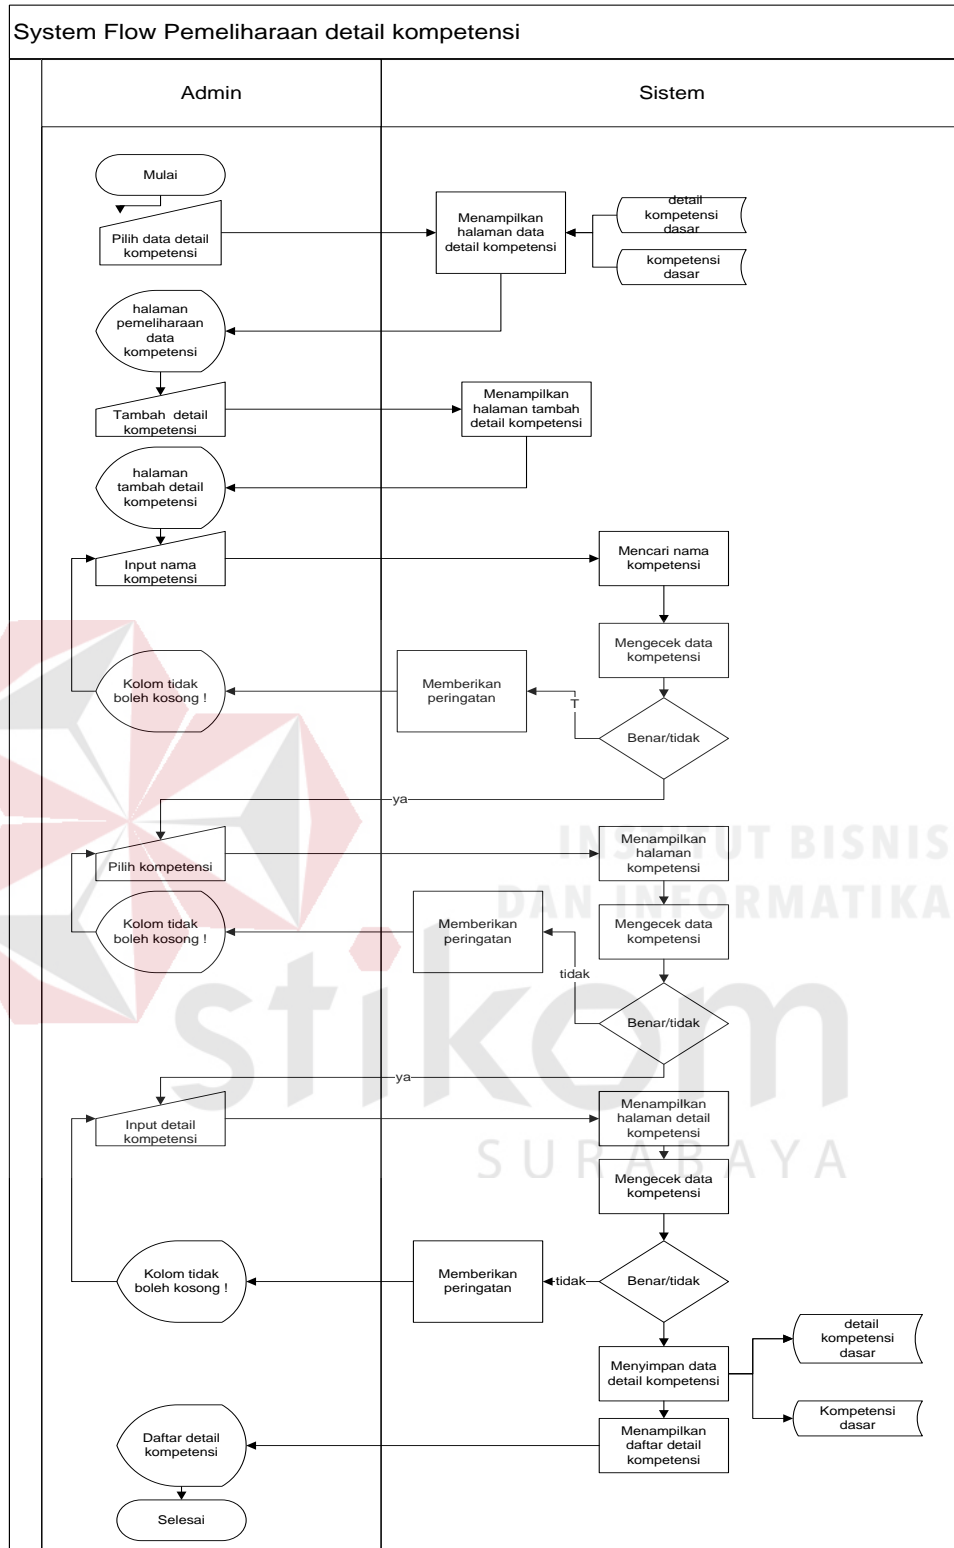 System Flow Pemeliharaan detail kompetensi
Admin
Sistem
Mulai
Pilih data detail
kompetensi
Menampilkan
halaman data
detail kompetensi
detail
kompetensi
dasar
kompetensi
dasar
halaman
pemeliharaan
data
kompetensi
Tambah detail
kompetensi
Menampilkan
halaman tambah
detail kompetensi
halaman
tambah detail
kompetensi
Input nama
kompetensi
Mencari nama
kompetensi
Mengecek data
kompetensi
Kolom tidak
boleh kosong !
Memberikan
peringatan
T
Benar/tidak
ya
Pilih kompetensi
Menampilkan
halaman
kompetensi
INSTITUT BISNIS
DAN INFORMATIKA
Kolom tidak
boleh kosong !
Memberikan
peringatan
Mengecek data
kompetensi
tidak
Benar/tidak
stikom
ya
Input detail
kompetensi
Menampilkan
halaman detail
kompetensi
SURABAYA
Mengecek data
kompetensi
Kolom tidak
boleh kosong !
Memberikan
peringatan
tidak
Benar/tidak
Menyimpan data
detail kompetensi
detail
kompetensi
dasar
Kompetensi
dasar
Daftar detail
kompetensi
Menampilkan
daftar detail
kompetensi
Selesai